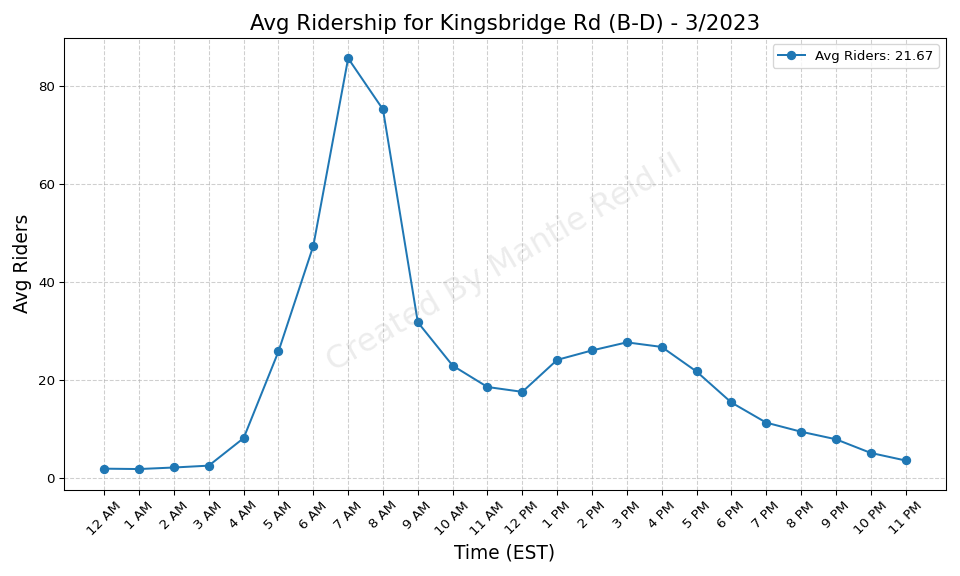 Avg Ridership for Kingsbridge Rd (B-D) - 3/2023
Avg Riders: 21.67
Avg Riders
80
60
40
20
0
Created By Mantle Reid II
12 AM
1 AM
2 AM
3 AM
4 AM
5 AM
6 AM
7 AM
8 AM
9 AM
10 AM
11 AM
12 PM
1 PM
2 PM
3 PM
4 PM
5 PM
6 PM
7 PM
8 PM
9 PM
10 PM
11 PM
Time (EST)